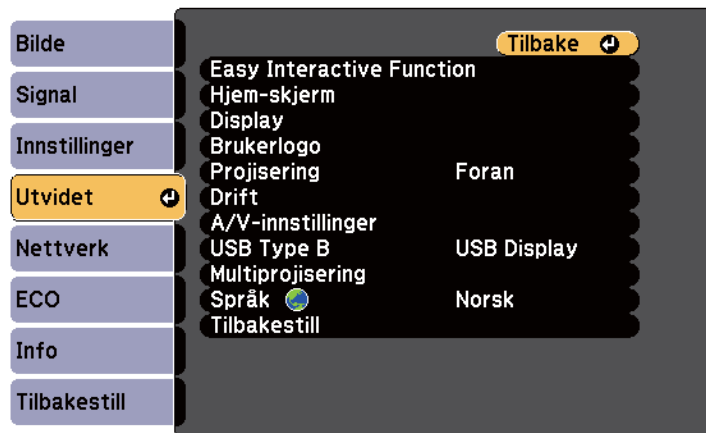 Bilde
Signal
Innstillinger
Utvidet
Nettverk
ECO
Info
Tilbakestill
Tilbake
Easy Interactive Function
Hjem-skjerm
Display
Brukerlogo
Projisering Foran
Drift
A/V-innstillinger
USB Type B USB Display
Multiprojisering
Språk Norsk
Tilbakestill